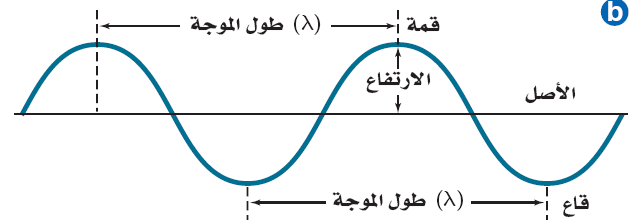 b
قمة
طول الموجة (λ)
الارتفاع
الأصل
طول الموجة (λ)
قاع